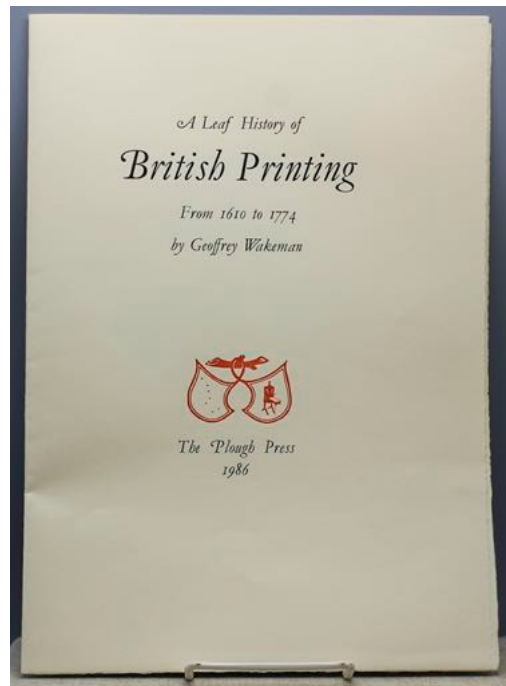 A Leaf History of
British Printing
From 1610 to 1774
by Geoffrey Wakeman
The Plough Press
1986